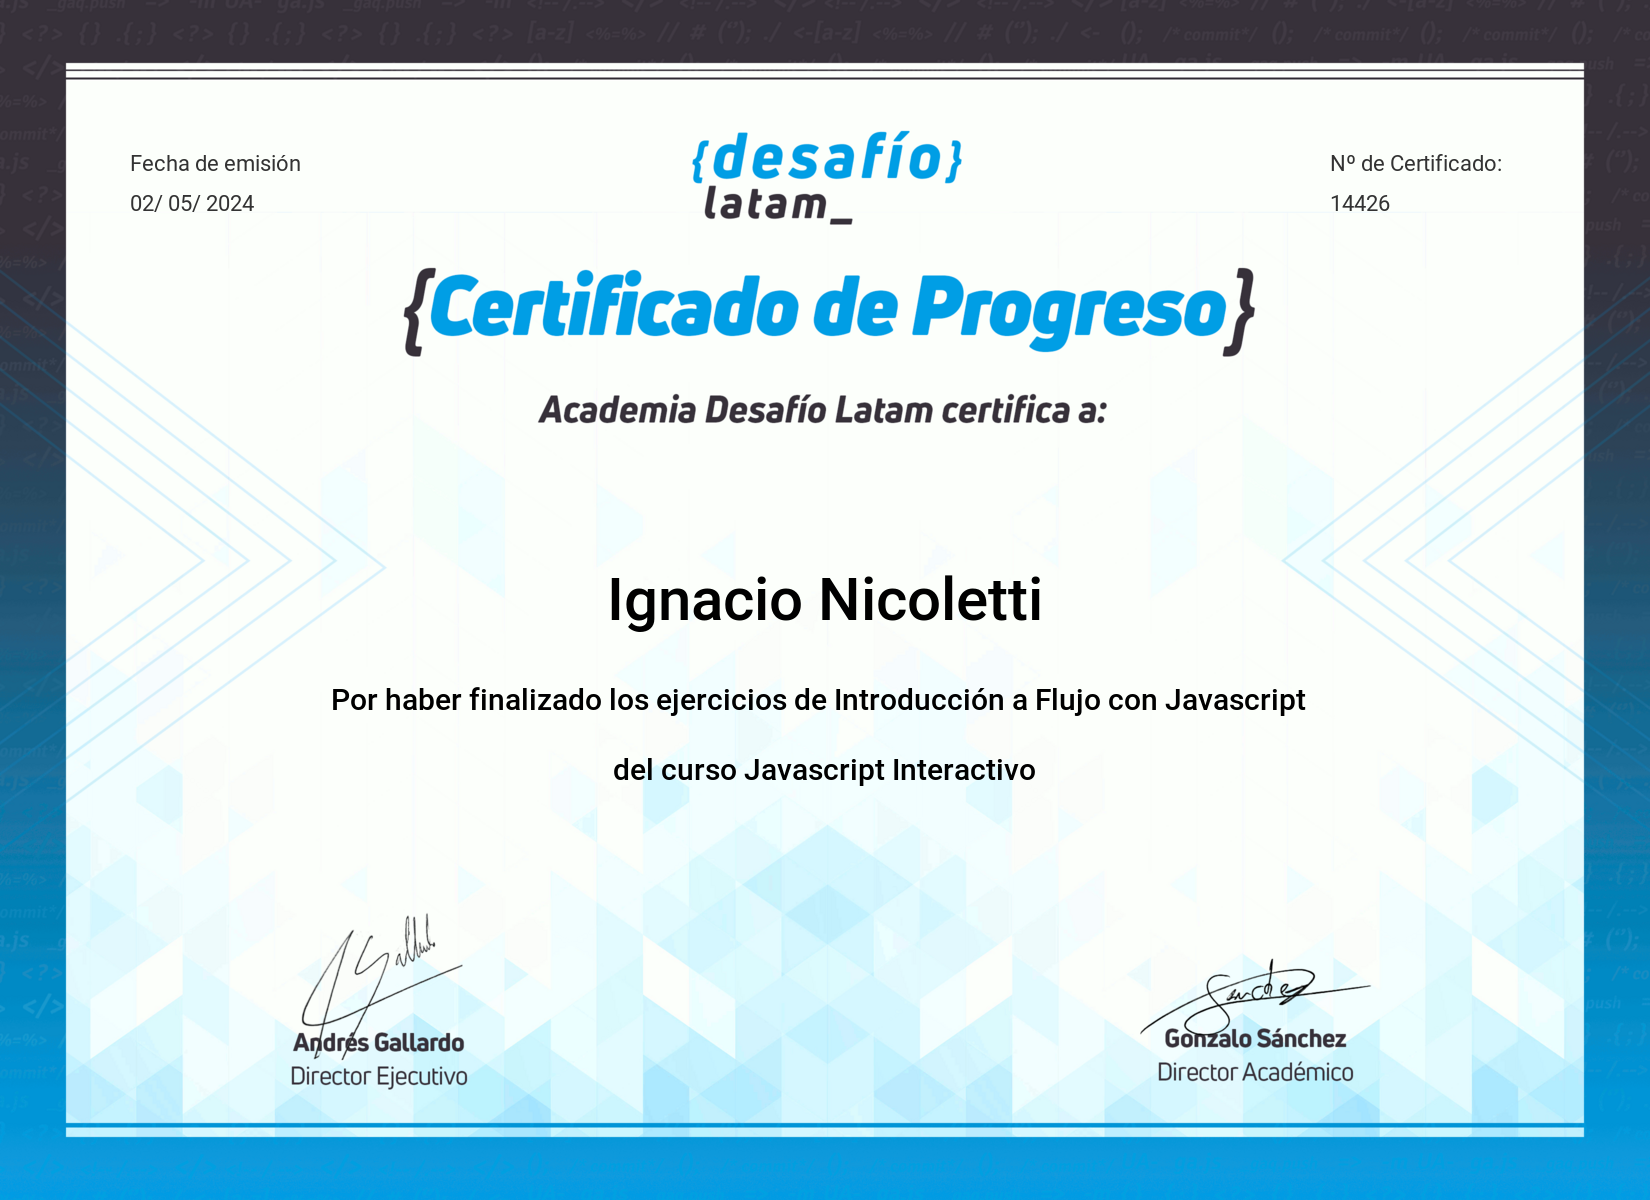 Fecha de emisión
02/ 05/ 2024
{desafío}
latam_
Nº de Certificado:
14426
{Certificado de Progreso}
Academia Desafío Latam certifica a:
Ignacio Nicoletti
Por haber finalizado los ejercicios de Introducción a Flujo con Javascript
del curso Javascript Interactivo
Andrés Gallardo
Director Ejecutivo
Gonzalo Sánchez
Director Académico